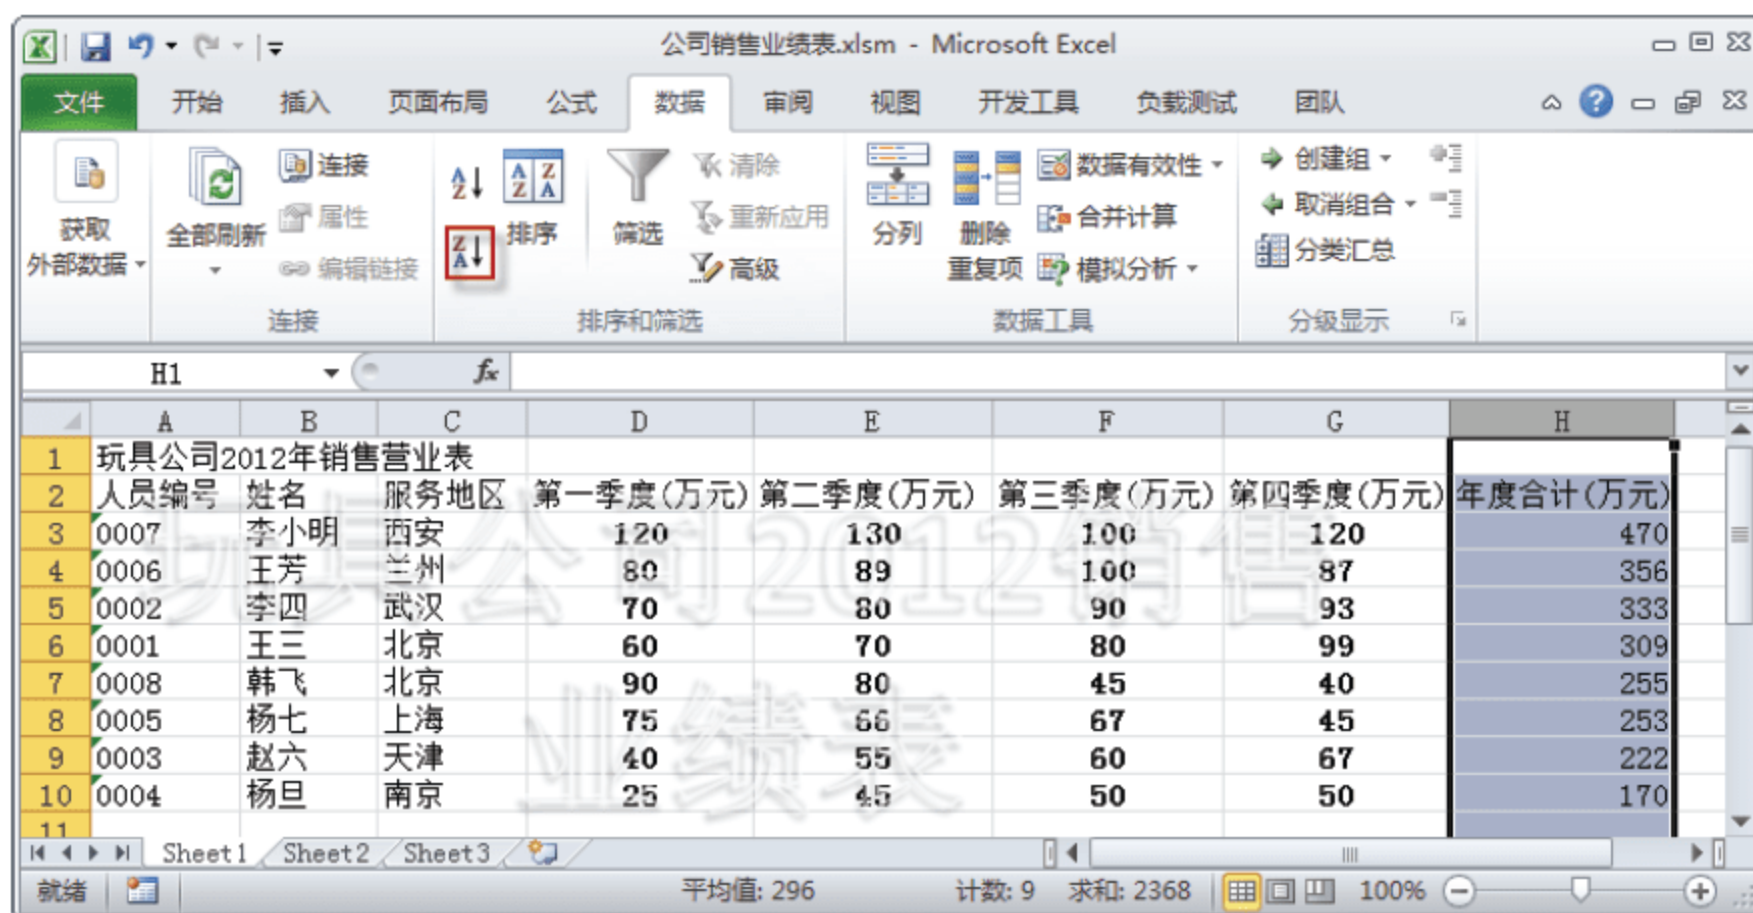 公司销售业绩表.xlsm - Microsoft Excel
文件 开始 插入 页面布局 公式 数据 审阅 视图 开发工具 负载测试 团队
获取
外部数据
全部刷新
连接
属性
编辑链接
连接
排序
筛选
清除
重新应用
高级
排序和筛选
分列
删除
重复项
数据有效性
合并计算
模拟分析
数据工具
创建组
取消组合
分类汇总
分级显示
H1 fx
A B C D E F G H
1 玩具公司2012年销售营业表
2 人员编号 姓名 服务地区 第一季度(万元) 第二季度(万元) 第三季度(万元) 第四季度(万元) 年度合计(万元)
3 0007 李小明 西安 120 130 100 120 470
4 0006 王芳 兰州 80 89 100 87 356
5 0002 李四 武汉 70 80 90 93 333
6 0001 王三 北京 60 70 80 99 309
7 0008 韩飞 北京 90 80 45 40 255
8 0005 杨七 上海 75 66 67 45 253
9 0003 赵六 天津 40 55 60 67 222
10 0004 杨旦 南京 25 45 50 50 170
11
玩具公司2012销售
业绩表
Sheet1 Sheet2 Sheet3
就绪 平均值: 296 计数: 9 求和: 2368 100%